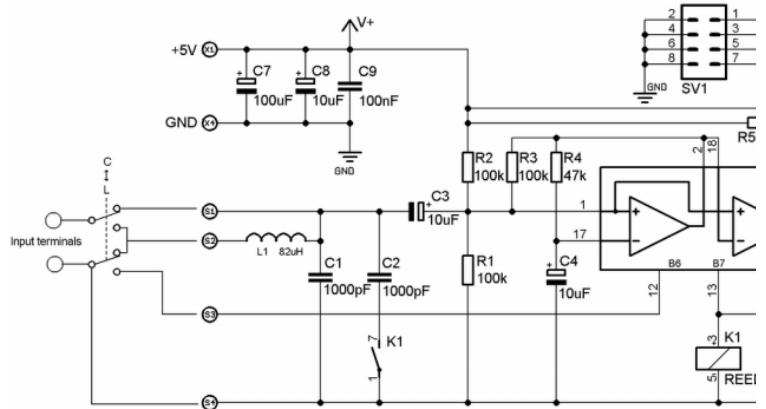 V+
+5V X1
C7
100uF
C8
10uF
C9
100nF
GND X4
GND
2 1
4 3
6 5
8 7
GND
SV1
R5
R2
100k
R3
100k
R4
47k
2 18
C
L
S1
C3
10uF
1
Input terminals
S2
L1 82uH
17
C1
1000pF
C2
1000pF
R1
100k
C4
10uF
B6 B7
12 13
S3
7
K1
1
3
K1
5
REED
S4